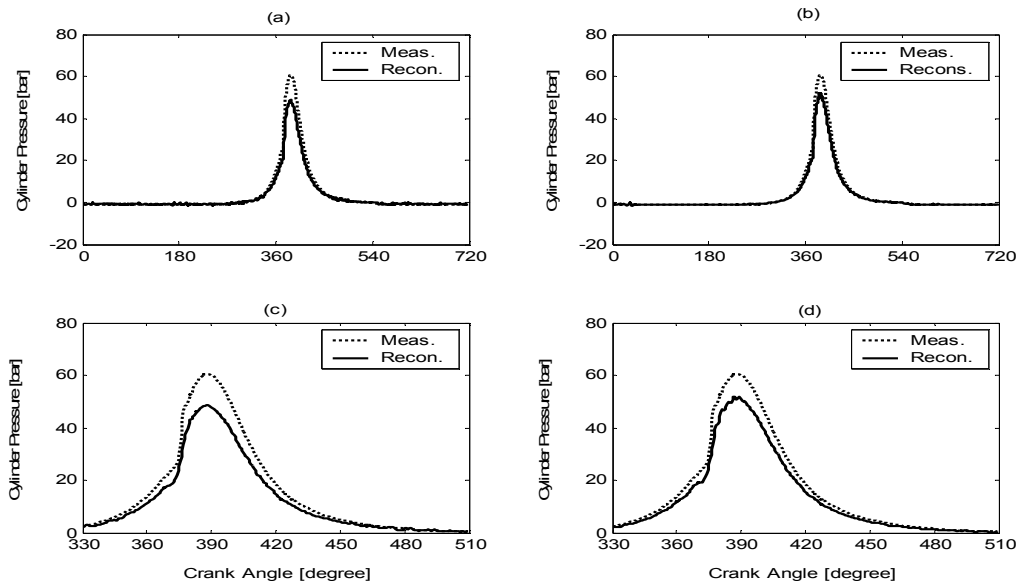 (a)
Cylinder Pressure [bar]
80
60
40
20
0
-20
Meas.
Recon.
0 180 360 540 720
(b)
Cylinder Pressure [bar]
80
60
40
20
0
-20
Meas.
Recons.
0 180 360 540 720
(c)
Cylinder Pressure [bar]
80
60
40
20
0
Meas.
Recon.
330 360 390 420 450 480 510
Crank Angle [degree]
(d)
Cylinder Pressure [bar]
80
60
40
20
0
Meas.
Recon.
330 360 390 420 450 480 510
Crank Angle [degree]